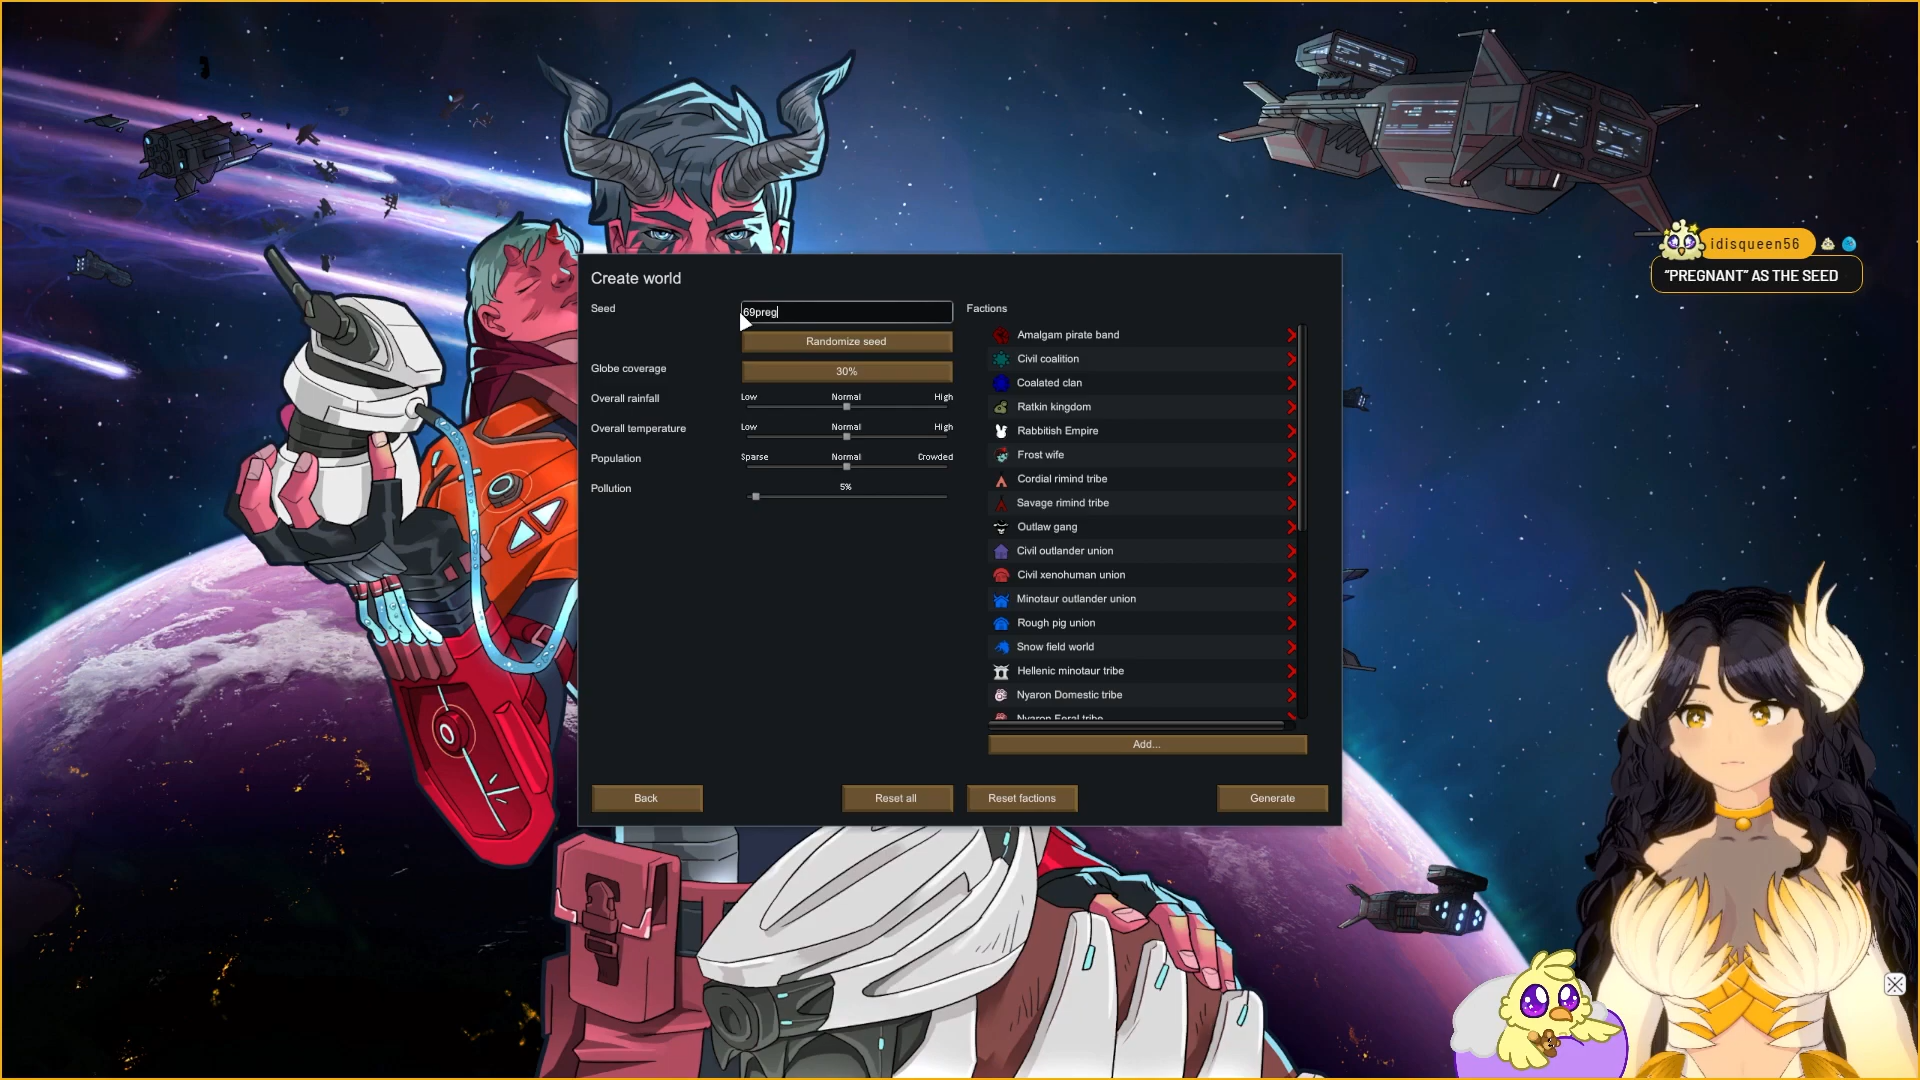 Create world
Seed
69preg
Randomize seed
Globe coverage
30%
Overall rainfall
Low Normal High
Overall temperature
Low Normal High
Population
Sparse Normal Crowded
Pollution
5%
Factions
Amalgam pirate band
Civil coalition
Coalated clan
Ratkin kingdom
Rabbitish Empire
Frost wife
Cordial rimind tribe
Savage rimind tribe
Outlaw gang
Civil outlander union
Civil xenohuman union
Minotaur outlander union
Rough pig union
Snow field world
Hellenic minotaur tribe
Nyaron Domestic tribe
Nyaron Feral tribe
Add...
Back
Reset all
Reset factions
Generate
idisqueen56
"PREGNANT" AS THE SEED